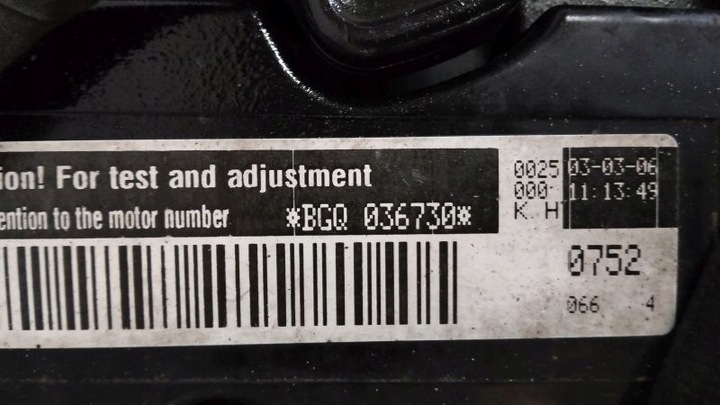 ion! For test and adjustment
ention to the motor number *BGQ 036730*
0025 03-03-06
000 11:13:49
K. H
0752
066 4